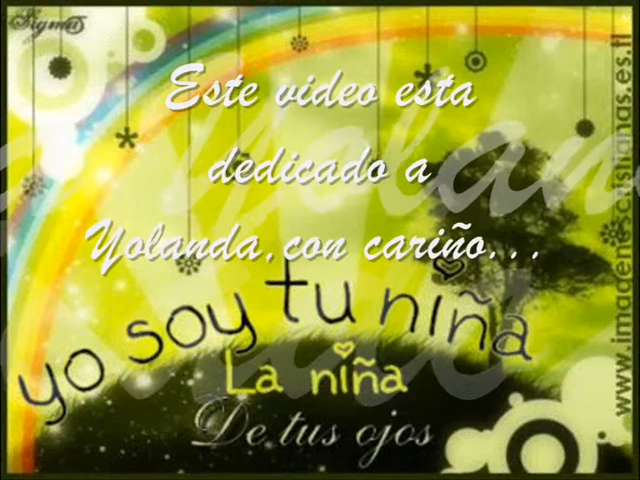 Sigma
Este video esta
dedicado a
Yolanda,con cariño...
yo soy tu niña
La niña
De tus ojos
www.imagenescristianas.es.tl